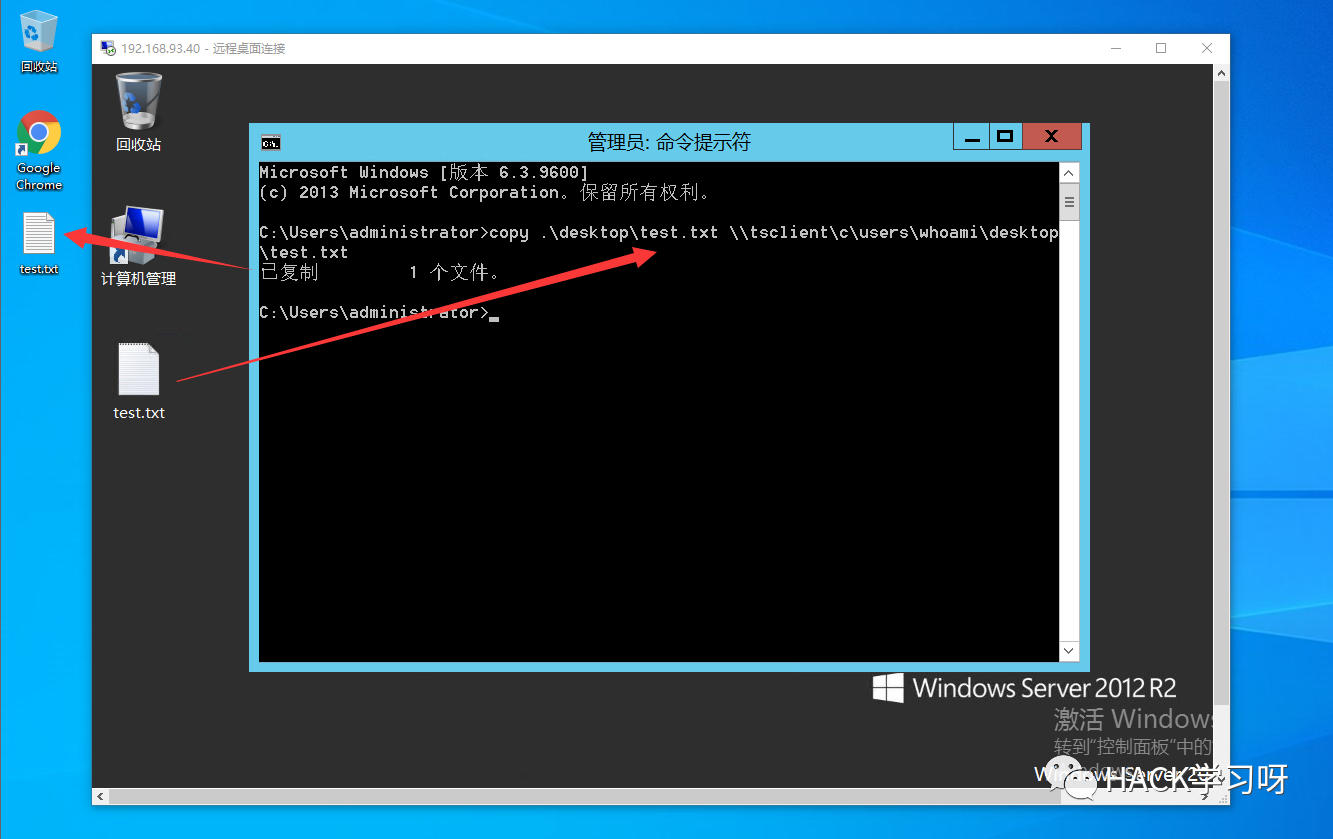 回收站
Google
Chrome
test.txt
192.168.93.40 - 远程桌面连接
回收站
计算机管理
test.txt
管理员: 命令提示符
Microsoft Windows [版本 6.3.9600]
(c) 2013 Microsoft Corporation。保留所有权利。
C:\Users\administrator>copy .\desktop\test.txt \\tsclient\c\users\whoami\desktop
\test.txt
已复制         1 个文件。
C:\Users\administrator>
Windows Server 2012 R2
激活 Windows
转到"控制面板"中的
HACK学习呀